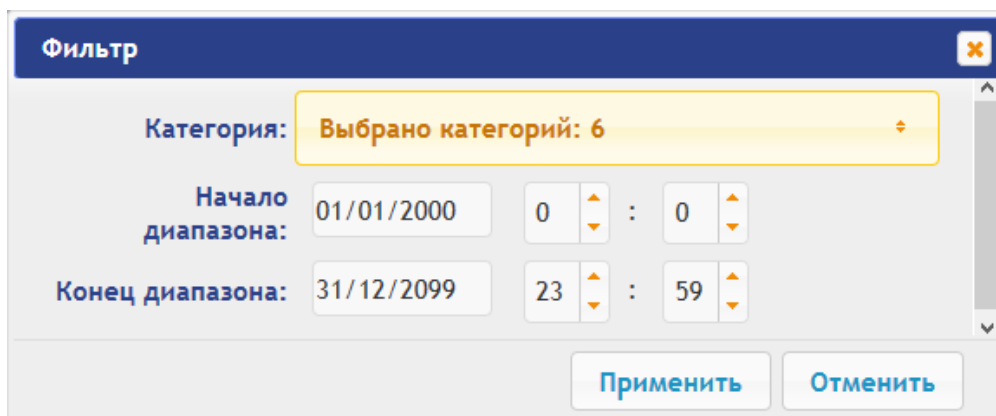 Фильтр
Категория: Выбрано категорий: 6
Начало
диапазона: 01/01/2000 0 : 0
Конец диапазона: 31/12/2099 23 : 59
Применить Отменить